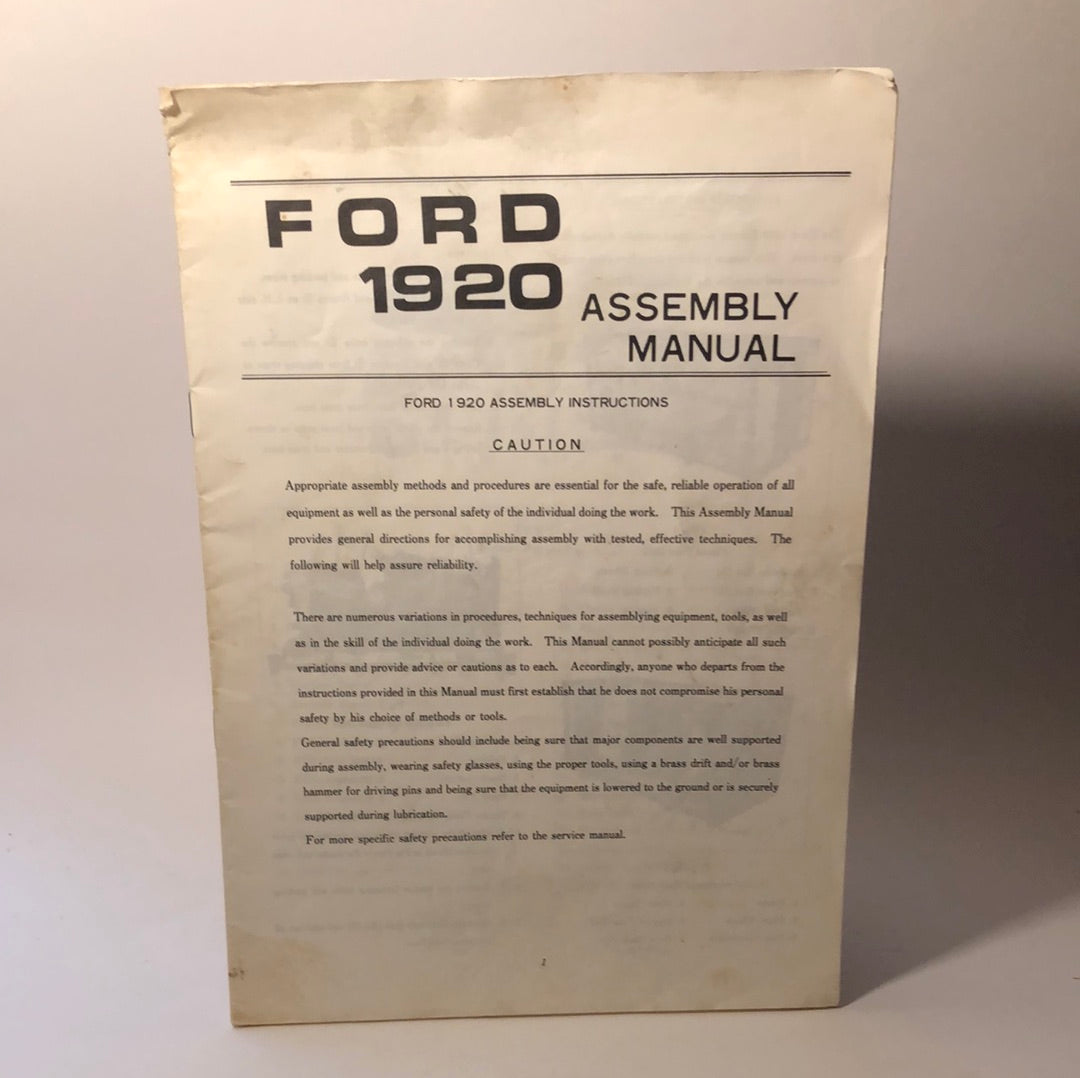 FORD
1920 ASSEMBLY
MANUAL
FORD 1920 ASSEMBLY INSTRUCTIONS
CAUTION
Appropriate assembly methods and procedures are essential for the safe, reliable operation of all
equipment as well as the personal safety of the individual doing the work. This Assembly Manual
provides general directions for accomplishing assembly with tested, effective techniques. The
following will help assure reliability.
There are numerous variations in procedures, techniques for assemblying equipment, tools, as well
as in the skill of the individual doing the work. This Manual cannot possibly anticipate all such
variations and provide advice or cautions as to each. Accordingly, anyone who departs from the
instructions provided in this Manual must first establish that he does not compromise his personal
safety by his choice of methods or tools.
General safety precautions should include being sure that major components are well supported
during assembly, wearing safety glasses, using the proper tools, using a brass drift and/or brass
hammer for driving pins and being sure that the equipment is lowered to the ground or is securely
supported during lubrication.
For more specific safety precautions refer to the service manual.